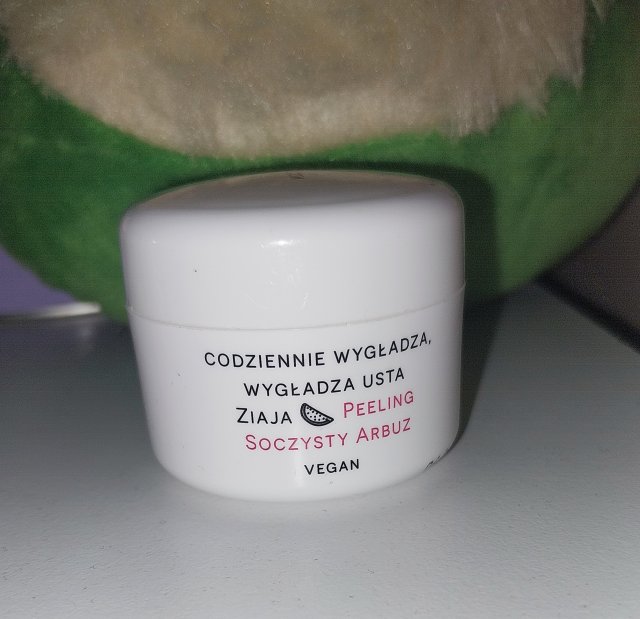 CODZIENNIE WYGŁADZA,
WYGŁADZA USTA
ZIAJA PEELING
SOCZYSTY ARBUZ
VEGAN